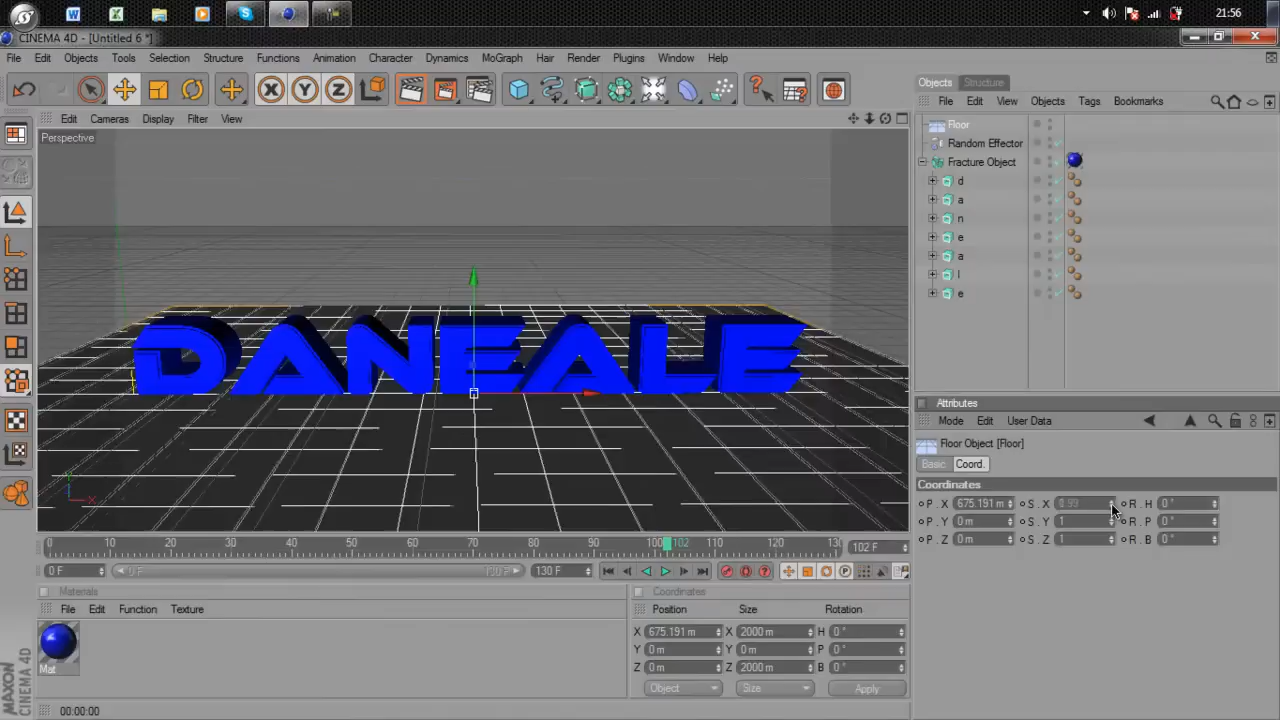 21:56
CINEMA 4D - [Untitled 6 *]
File Edit Objects Tools Selection Structure Functions Animation Character Dynamics MoGraph Hair Render Plugins Window Help
Edit Cameras Display Filter View
Perspective
DANEALE
Y
X
0 10 20 30 40 50 60 70 80 90 100 102 110 120 13
102 F
0 F
0 F
130 F
130 F
Materials
File Edit Function Texture
Mat
MAXON
CINEMA 4D
00:00:00
Coordinates
Position Size Rotation
X 675.191 m X 2000 m H 0 °
Y 0 m Y 0 m P 0 °
Z 0 m Z 2000 m B 0 °
Object Size Apply
Objects Structure
File Edit View Objects Tags Bookmarks
Floor
Random Effector
Fracture Object
d
a
n
e
a
l
e
Attributes
Mode Edit User Data
Floor Object [Floor]
Basic Coord.
Coordinates
P . X 675.191 m S . X 0.99 R . H 0 °
P . Y 0 m S . Y 1 R . P 0 °
P . Z 0 m S . Z 1 R . B 0 °